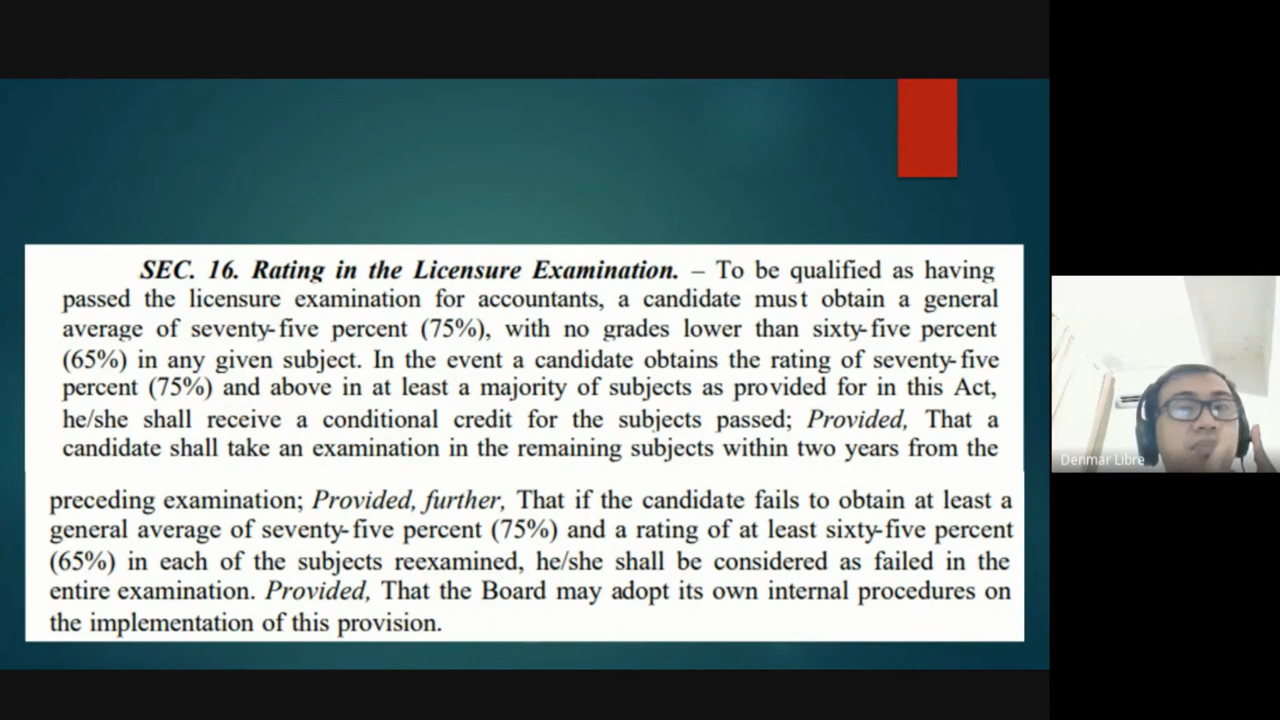 SEC. 16. Rating in the Licensure Examination. – To be qualified as having
passed the licensure examination for accountants, a candidate must obtain a general
average of seventy-five percent (75%), with no grades lower than sixty-five percent
(65%) in any given subject. In the event a candidate obtains the rating of seventy-five
percent (75%) and above in at least a majority of subjects as provided for in this Act,
he/she shall receive a conditional credit for the subjects passed; Provided, That a
candidate shall take an examination in the remaining subjects within two years from the
preceding examination; Provided, further, That if the candidate fails to obtain at least a
general average of seventy-five percent (75%) and a rating of at least sixty-five percent
(65%) in each of the subjects reexamined, he/she shall be considered as failed in the
entire examination. Provided, That the Board may adopt its own internal procedures on
the implementation of this provision.
Denmar Libre